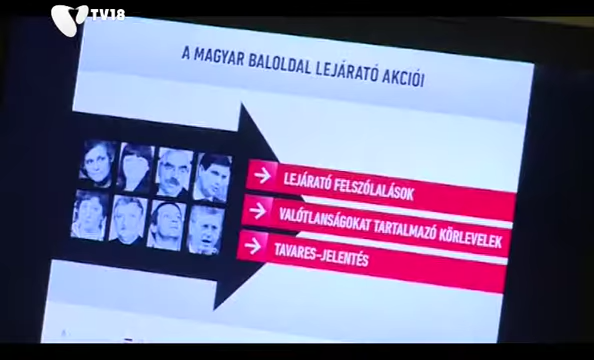 TV18
A MAGYAR BALOLDAL LEJÁRATÓ AKCIÓI
LEJÁRATÓ FELSZÓLALÁSOK
VALÓTLANSÁGOKAT TARTALMAZÓ KÖRLEVELEK
TAVARES-JELENTÉS